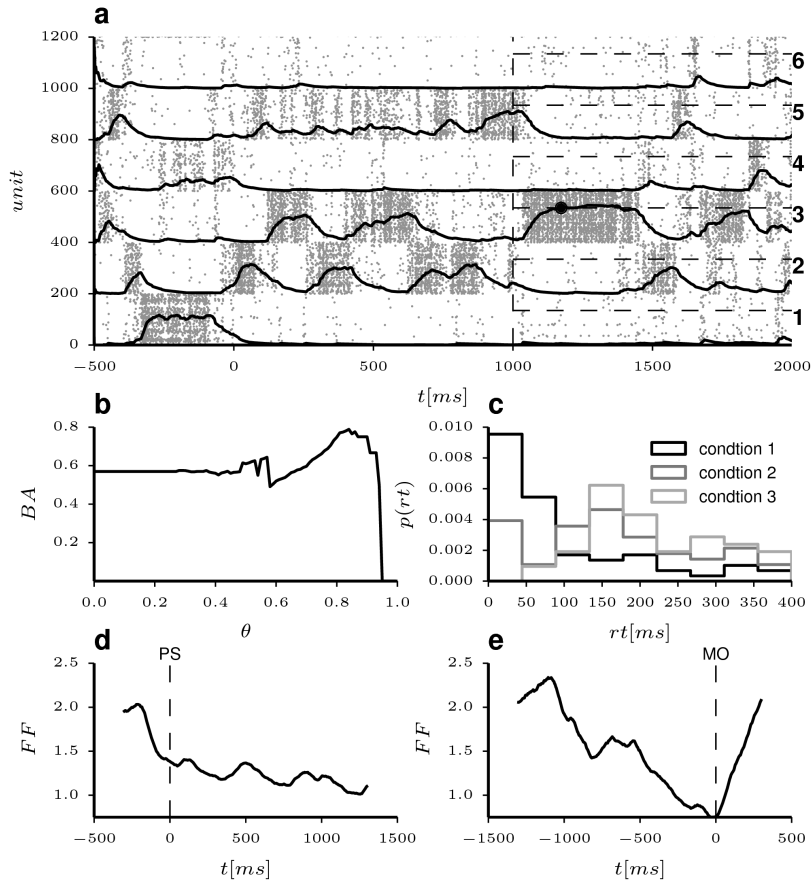 a
1200
1000
800
600
400
200
0
unit
6
5
4
3
2
1
−500 0 500 1000 1500 2000
t[ms]
b
0.8
0.6
0.4
0.2
BA
0.0 0.2 0.4 0.6 0.8 1.0
θ
c
0.010
0.008
0.006
0.004
0.002
0.000
p(rt)
condtion 1
condtion 2
condtion 3
0 50 100 150 200 250 300 350 400
rt[ms]
d
PS
2.5
2.0
1.5
1.0
FF
−500 0 500 1000 1500
t[ms]
e
MO
2.5
2.0
1.5
1.0
FF
−1500 −1000 −500 0 500
t[ms]